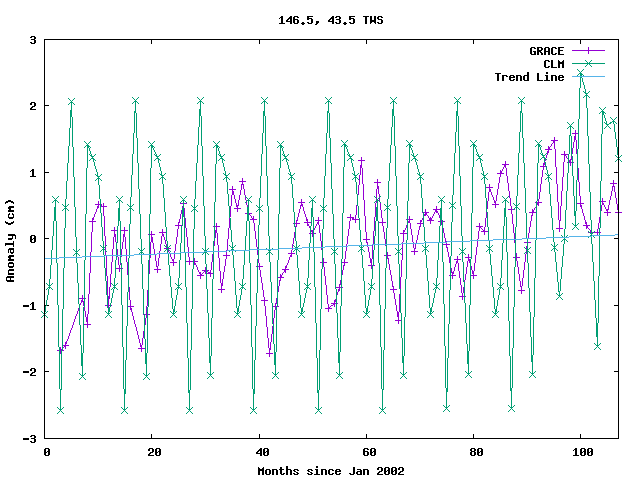 146.5, 43.5 TWS
GRACE
CLM
Trend Line
Anomaly (cm)
3
2
1
0
-1
-2
-3
0 20 40 60 80 100
Months since Jan 2002